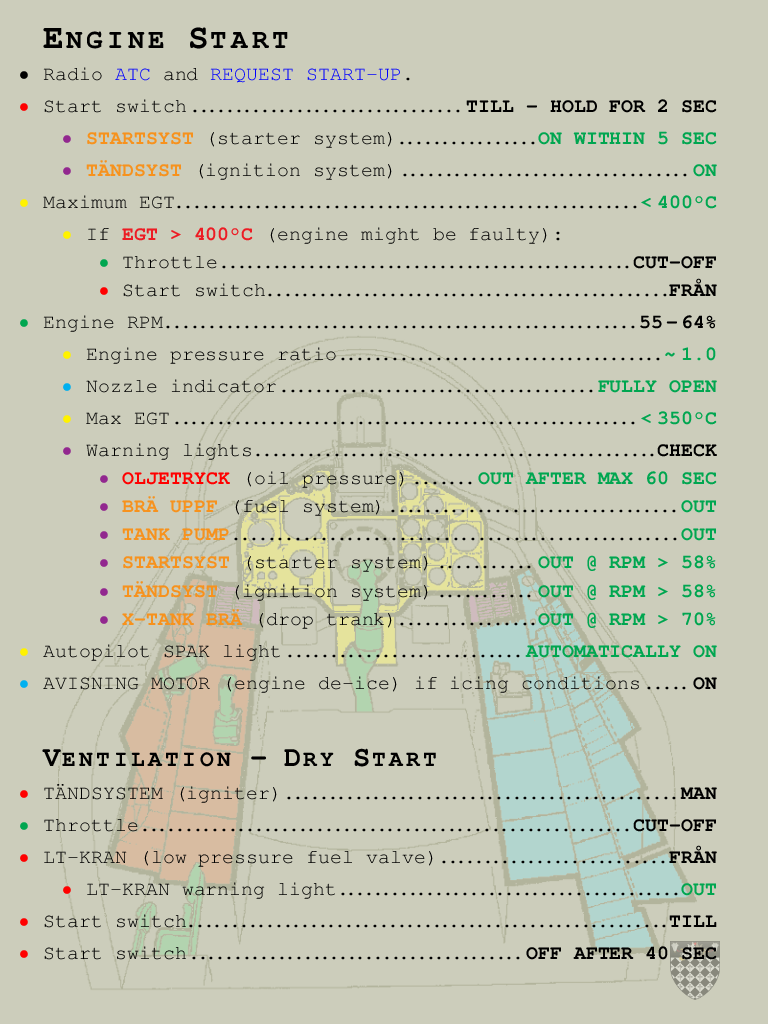 Engine Start
• Radio ATC and REQUEST START-UP.
• Start switch..............................TILL - HOLD FOR 2 SEC
• STARTSYST (starter system)...............ON WITHIN 5 SEC
• TÄNDSYST (ignition system)...............................ON
• Maximum EGT..................................................< 400°C
• If EGT > 400°C (engine might be faulty):
• Throttle............................................CUT-OFF
• Start switch...........................................FRÅN
• Engine RPM...................................................55-64%
• Engine pressure ratio...................................~ 1.0
• Nozzle indicator..................................FULLY OPEN
• Max EGT..................................................< 350°C
• Warning lights...........................................CHECK
• OLJETRYCK (oil pressure).......OUT AFTER MAX 60 SEC
• BRÄ UPPF (fuel system)...............................OUT
• TANK PUMP...............................................OUT
• STARTSYST (starter system)..........OUT @ RPM > 58%
• TÄNDSYST (ignition system)..........OUT @ RPM > 58%
• X-TANK BRÄ (drop trank)..............OUT @ RPM > 70%
• Autopilot SPAK light..........................AUTOMATICALLY ON
• AVISNING MOTOR (engine de-ice) if icing conditions.....ON
Ventilation - Dry Start
• TÄNDSYSTEM (igniter)..........................................MAN
• Throttle.....................................................CUT-OFF
• LT-KRAN (low pressure fuel valve).........................FRÅN
• LT-KRAN warning light.....................................OUT
• Start switch....................................................TILL
• Start switch....................................OFF AFTER 40 SEC